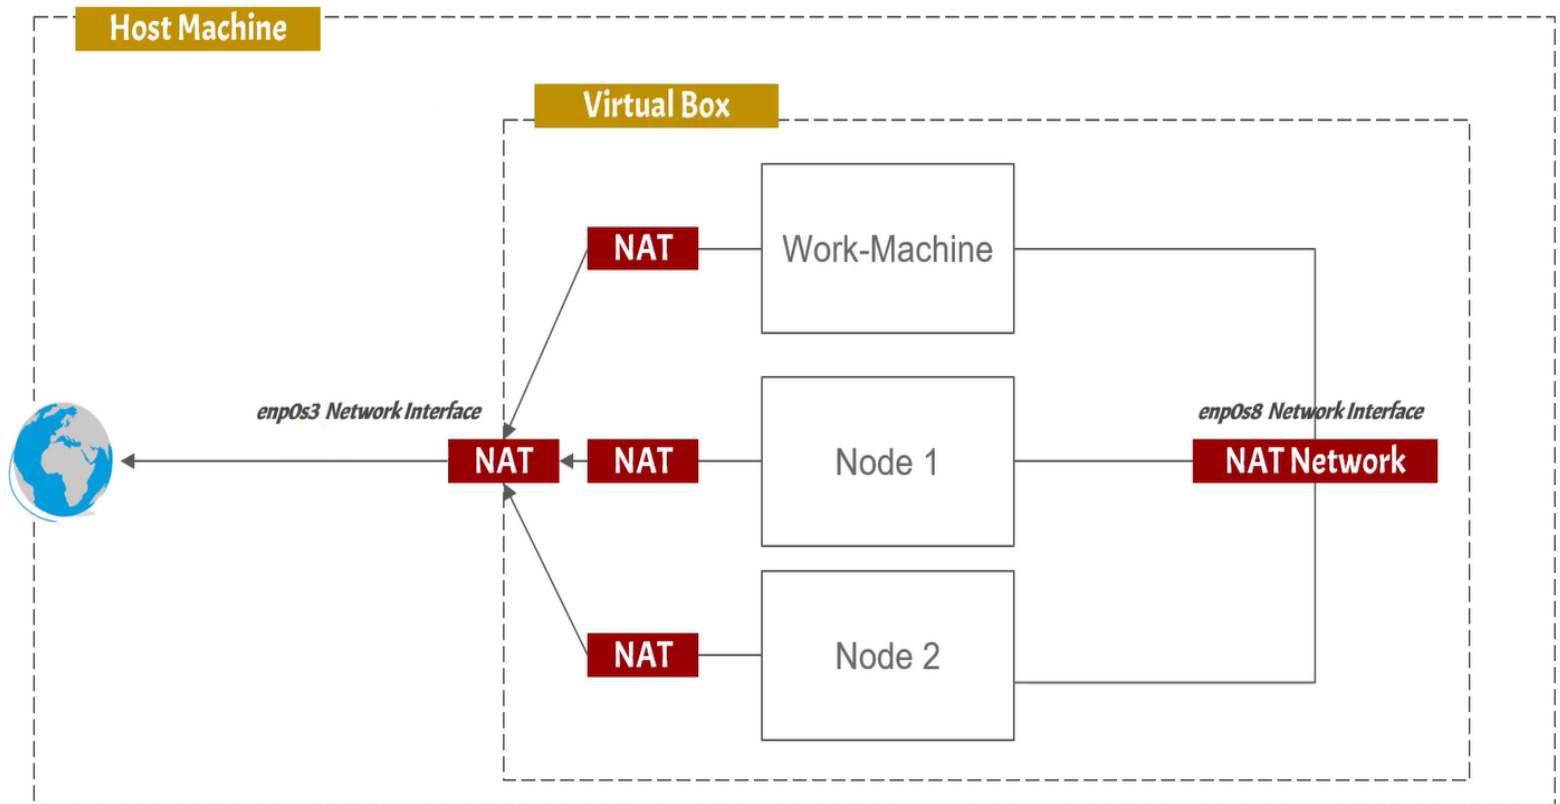 Host Machine
Virtual Box
NAT
Work-Machine
enp0s3 Network Interface
enp0s8 Network Interface
NAT
NAT
Node 1
NAT Network
NAT
Node 2